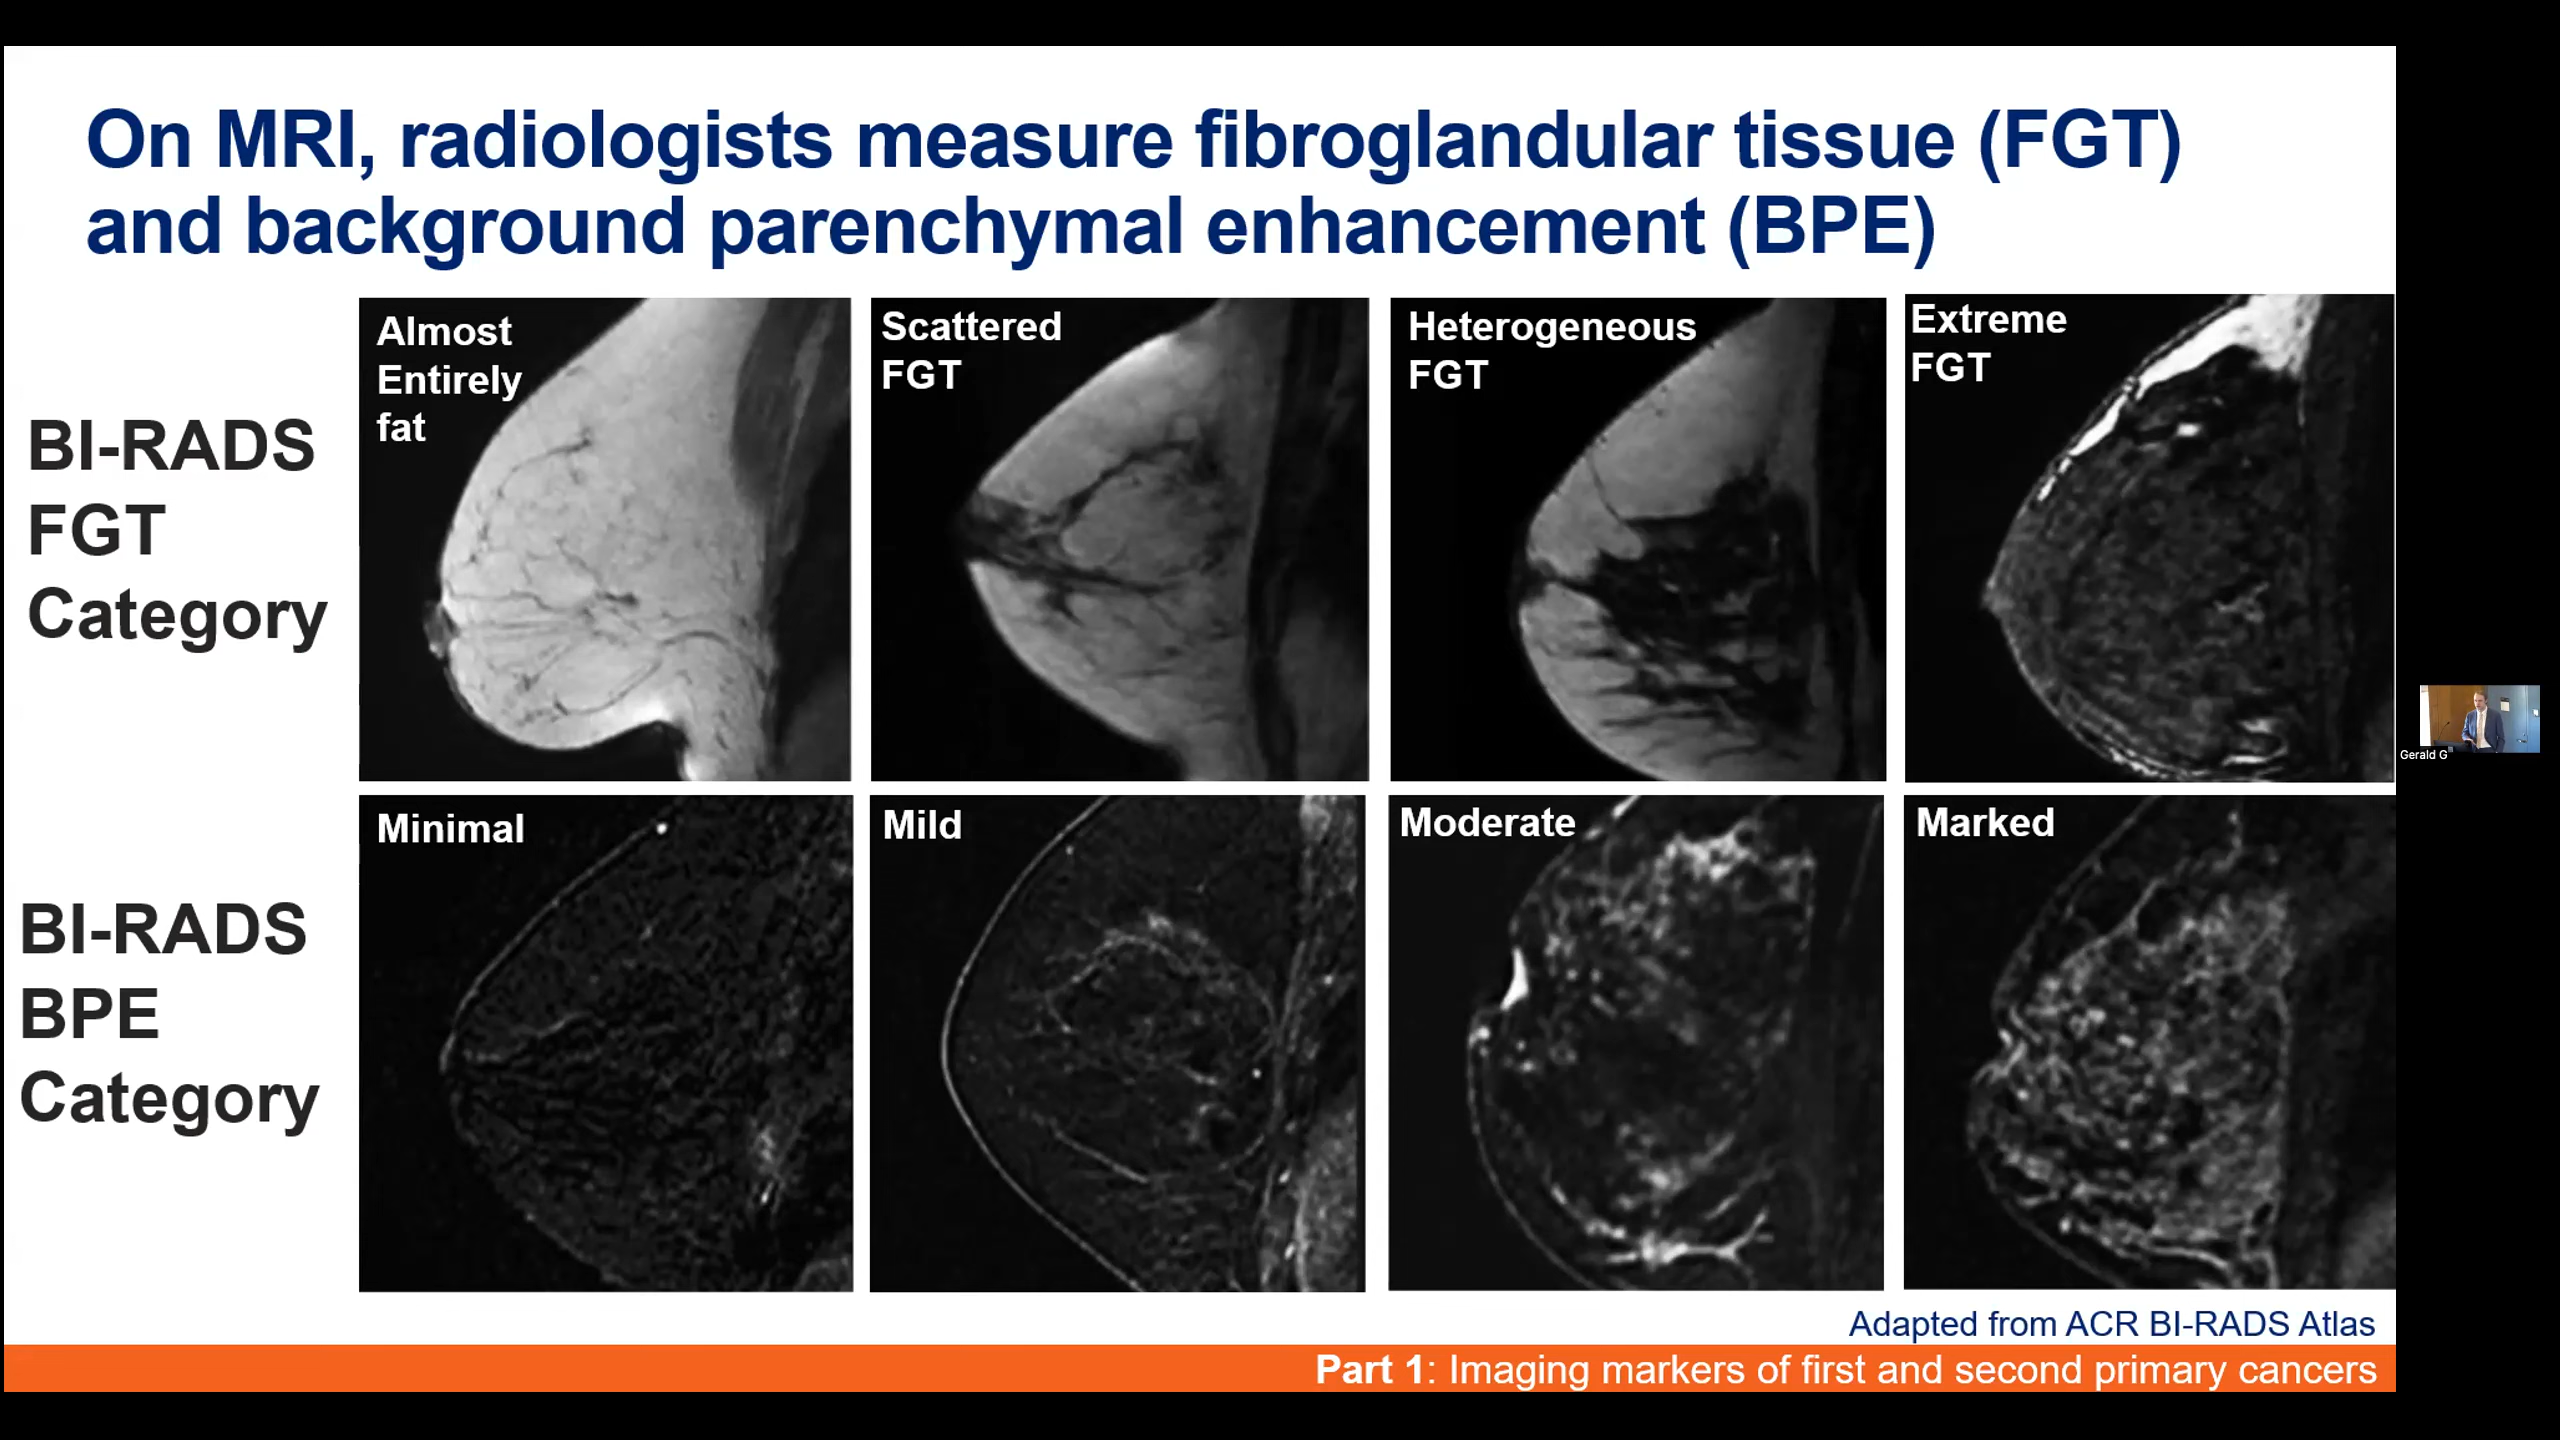 On MRI, radiologists measure fibroglandular tissue (FGT)
and background parenchymal enhancement (BPE)
BI-RADS
FGT
Category
Almost
Entirely
fat
Scattered
FGT
Heterogeneous
FGT
Extreme
FGT
BI-RADS
BPE
Category
Minimal
Mild
Moderate
Marked
Gerald G
Adapted from ACR BI-RADS Atlas
Part 1: Imaging markers of first and second primary cancers